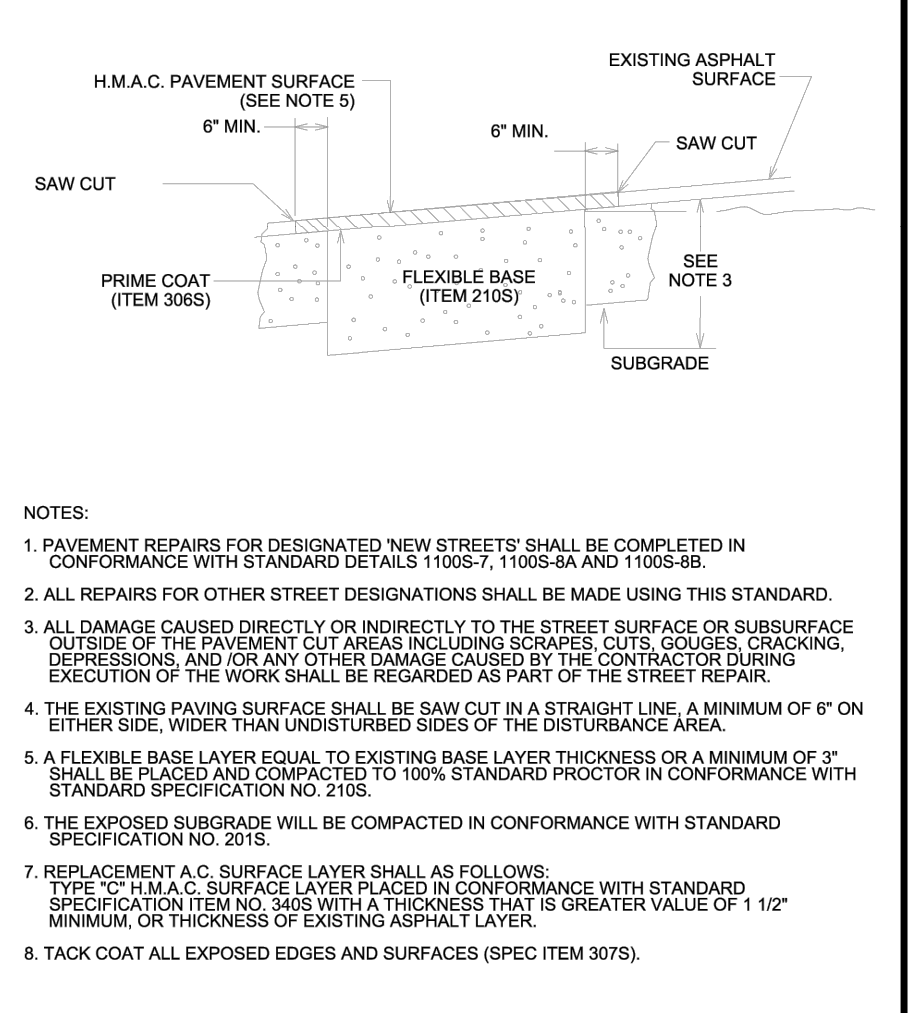 EXISTING ASPHALT
SURFACE
H.M.A.C. PAVEMENT SURFACE
(SEE NOTE 5)
6" MIN.
6" MIN.
SAW CUT
SAW CUT
PRIME COAT
(ITEM 306S)
FLEXIBLE BASE
(ITEM 210S)
SEE
NOTE 3
SUBGRADE
NOTES:
1. PAVEMENT REPAIRS FOR DESIGNATED 'NEW STREETS' SHALL BE COMPLETED IN
CONFORMANCE WITH STANDARD DETAILS 1100S-7, 1100S-8A AND 1100S-8B.
2. ALL REPAIRS FOR OTHER STREET DESIGNATIONS SHALL BE MADE USING THIS STANDARD.
3. ALL DAMAGE CAUSED DIRECTLY OR INDIRECTLY TO THE STREET SURFACE OR SUBSURFACE
OUTSIDE OF THE PAVEMENT CUT AREAS INCLUDING SCRAPES, CUTS, GOUGES, CRACKING,
DEPRESSIONS, AND /OR ANY OTHER DAMAGE CAUSED BY THE CONTRACTOR DURING
EXECUTION OF THE WORK SHALL BE REGARDED AS PART OF THE STREET REPAIR.
4. THE EXISTING PAVING SURFACE SHALL BE SAW CUT IN A STRAIGHT LINE, A MINIMUM OF 6" ON
EITHER SIDE, WIDER THAN UNDISTURBED SIDES OF THE DISTURBANCE AREA.
5. A FLEXIBLE BASE LAYER EQUAL TO EXISTING BASE LAYER THICKNESS OR A MINIMUM OF 3"
SHALL BE PLACED AND COMPACTED TO 100% STANDARD PROCTOR IN CONFORMANCE WITH
STANDARD SPECIFICATION NO. 210S.
6. THE EXPOSED SUBGRADE WILL BE COMPACTED IN CONFORMANCE WITH STANDARD
SPECIFICATION NO. 201S.
7. REPLACEMENT A.C. SURFACE LAYER SHALL AS FOLLOWS:
TYPE "C" H.M.A.C. SURFACE LAYER PLACED IN CONFORMANCE WITH STANDARD
SPECIFICATION ITEM NO. 340S WITH A THICKNESS THAT IS GREATER VALUE OF 1 1/2"
MINIMUM, OR THICKNESS OF EXISTING ASPHALT LAYER.
8. TACK COAT ALL EXPOSED EDGES AND SURFACES (SPEC ITEM 307S).